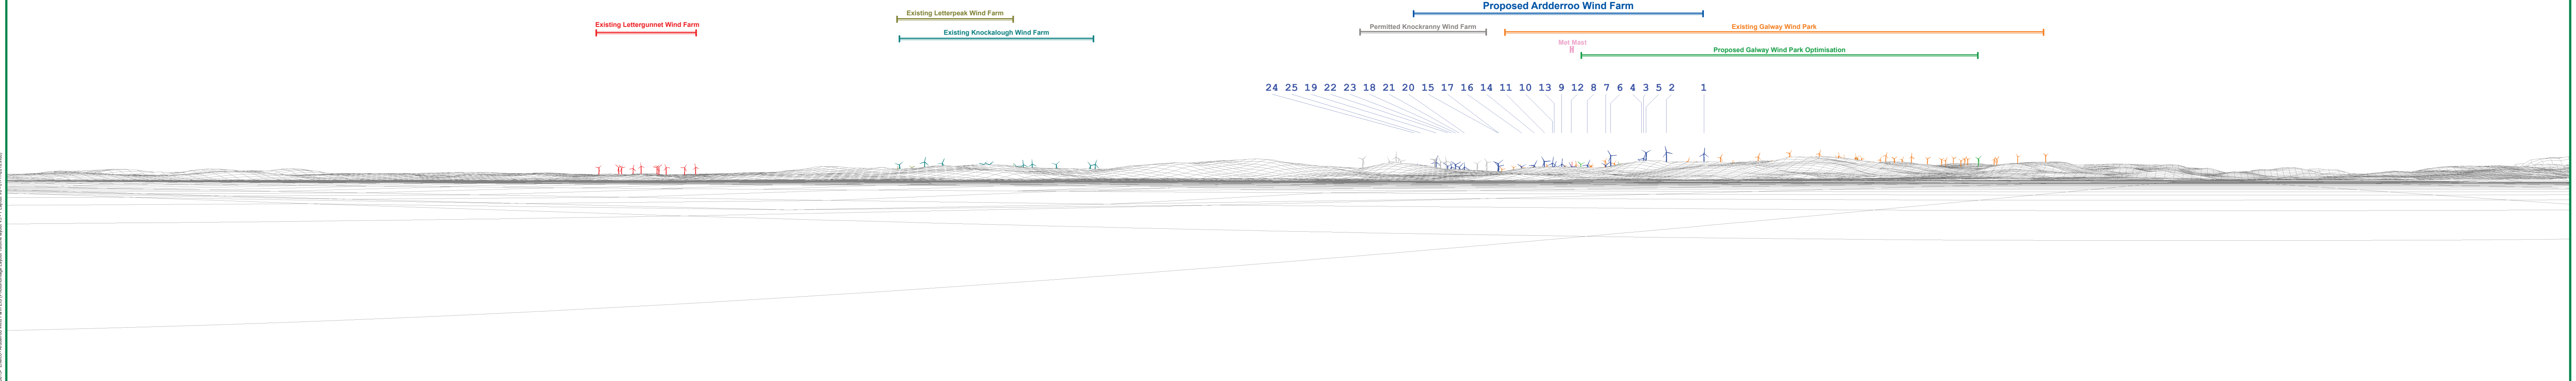 Proposed Ardderroo Wind Farm
Existing Letterpeak Wind Farm
Existing Lettergunnet Wind Farm
Permitted Knockranny Wind Farm
Existing Galway Wind Park
Existing Knockalough Wind Farm
Met Mast
Proposed Galway Wind Park Optimisation
24 25 19 22 23 18 21 20 15 17 16 14 11 10 13 9 12 8 7 6 4 3 5 2 1